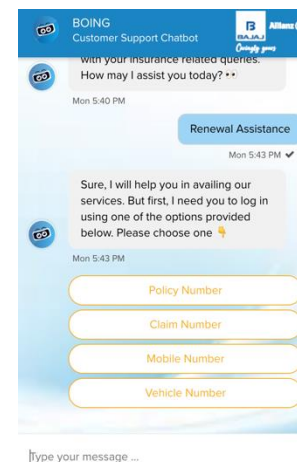 BOING
Customer Support Chatbot
B
BAJAJ
Allianz
Caringly yours
with your insurance related queries.
How may I assist you today? 👀
Mon 5:40 PM
Renewal Assistance
Mon 5:43 PM ✔
Sure, I will help you in availing our
services. But first, I need you to log in
using one of the options provided
below. Please choose one 👇
Mon 5:43 PM
Policy Number
Claim Number
Mobile Number
Vehicle Number
Type your message ...